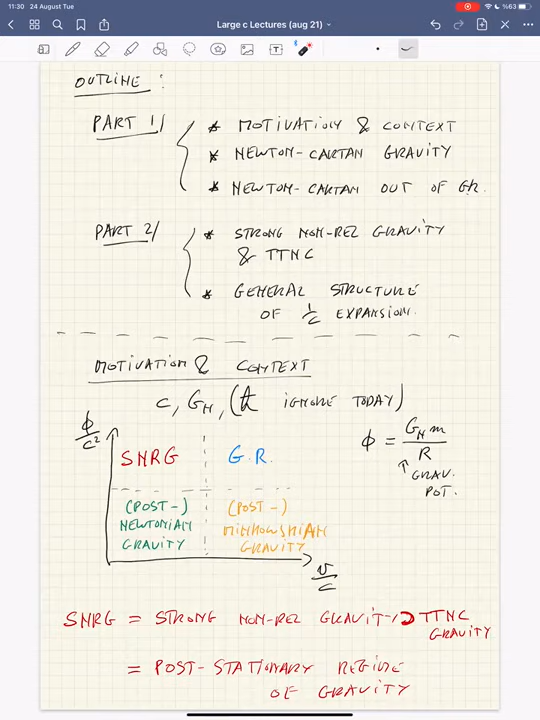 11:30 24 August Tue
%63
Large c Lectures (aug 21)
OUTLINE :
PART 1/
* MOTIVATION & CONTEXT
* NEWTON-CARTAN GRAVITY
* NEWTON-CARTAN OUT OF GR.
PART 2/
* STRONG NON-REL GRAVITY
& TTNC
* GENERAL STRUCTURE
OF 1/c EXPANSION.
MOTIVATION & CONTEXT
c, G_N, (ħ IGNORE TODAY)
ϕ/c²
SNRG G.R.
ϕ = G_N m / R
↑ GRAV.
POT.
(POST-)
NEWTONIAN
GRAVITY
(POST-)
MINKOWSKIAN
GRAVITY
v/c
SNRG = STRONG NON-REL GRAVITY ⊃ TTNC
GRAVITY
= POST-STATIONARY REGIME
OF GRAVITY